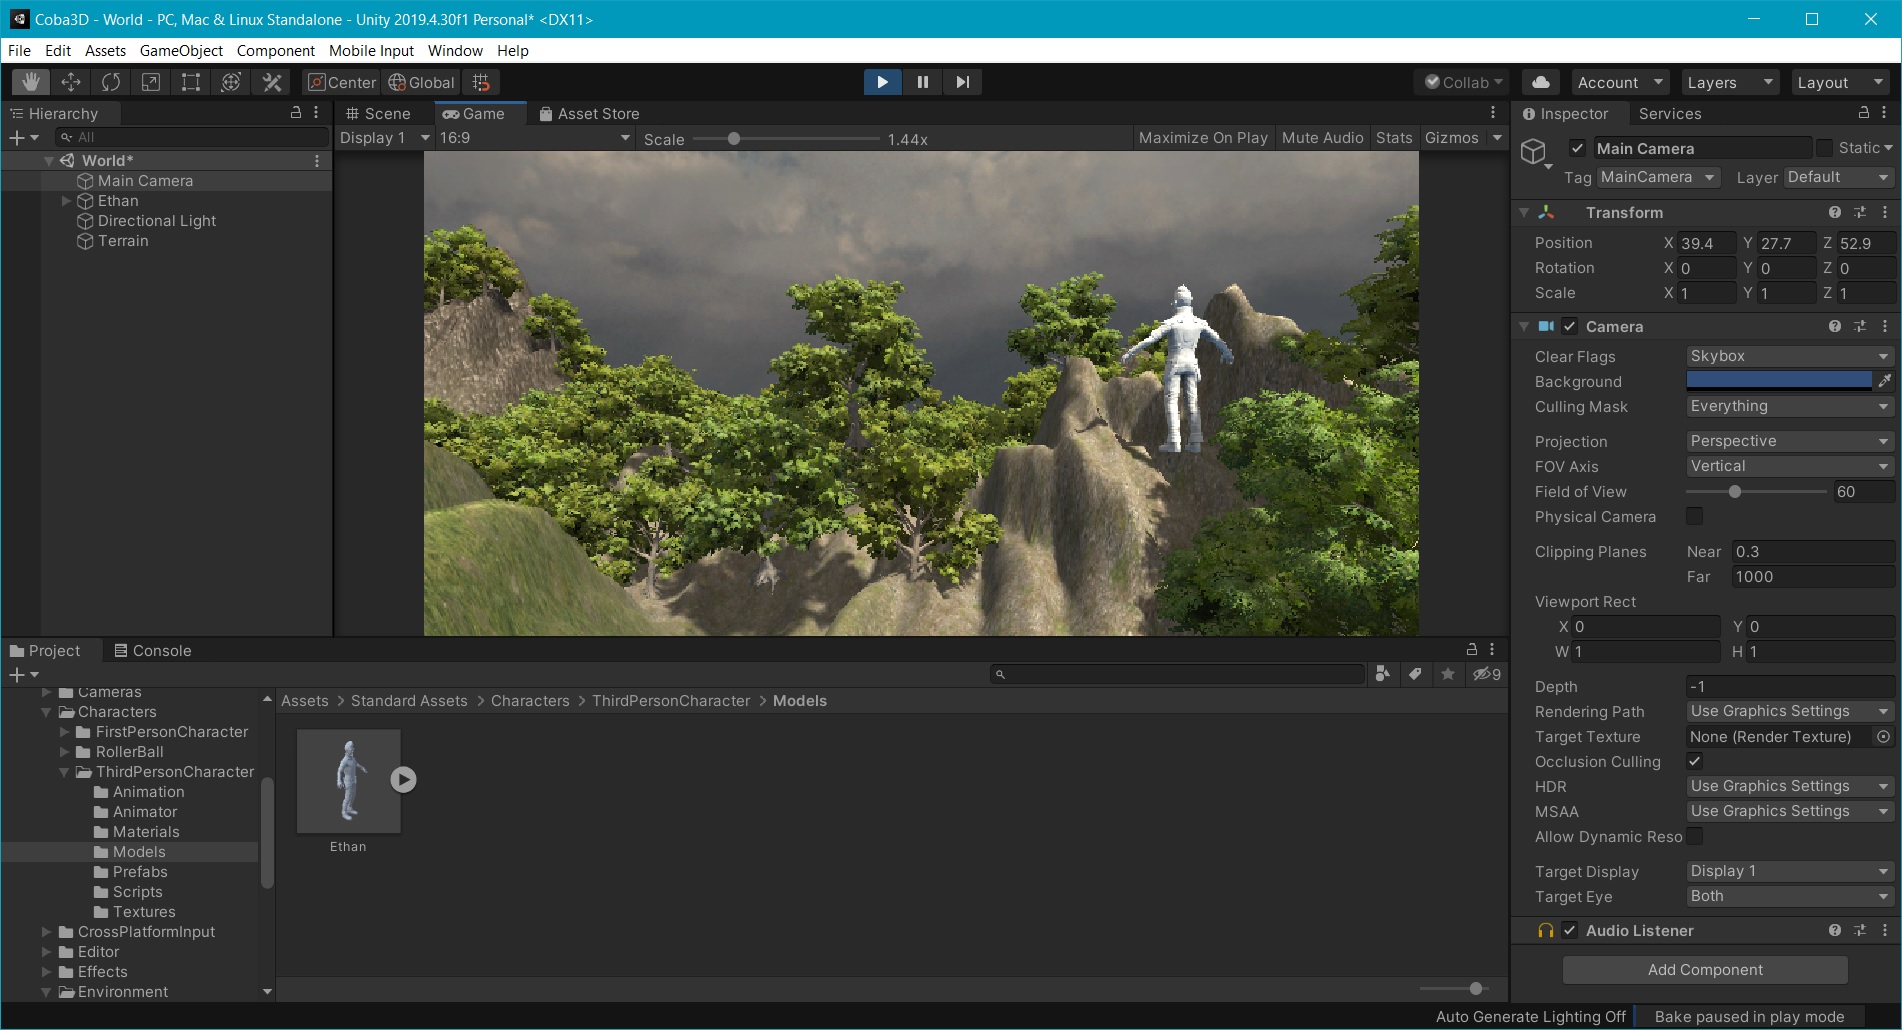 Coba3D - World - PC, Mac & Linux Standalone - Unity 2019.4.30f1 Personal* <DX11>
File Edit Assets GameObject Component Mobile Input Window Help
Center Global Collab Account Layers Layout
Hierarchy
All
World*
Main Camera
Ethan
Directional Light
Terrain
Scene Game Asset Store
Display 1 16:9 Scale 1.44x Maximize On Play Mute Audio Stats Gizmos
Inspector Services
Main Camera Static
Tag MainCamera Layer Default
Transform
Position X 39.4 Y 27.7 Z 52.9
Rotation X 0 Y 0 Z 0
Scale X 1 Y 1 Z 1
Camera
Clear Flags Skybox
Background
Culling Mask Everything
Projection Perspective
FOV Axis Vertical
Field of View 60
Physical Camera
Clipping Planes Near 0.3
Far 1000
Viewport Rect
X 0 Y 0
W 1 H 1
Depth -1
Rendering Path Use Graphics Settings
Target Texture None (Render Texture)
Occlusion Culling
HDR Use Graphics Settings
MSAA Use Graphics Settings
Allow Dynamic Reso
Target Display Display 1
Target Eye Both
Audio Listener
Add Component
Project Console
9
Cameras
Characters
FirstPersonCharacter
RollerBall
ThirdPersonCharacter
Animation
Animator
Materials
Models
Prefabs
Scripts
Textures
CrossPlatformInput
Editor
Effects
Environment
Assets > Standard Assets > Characters > ThirdPersonCharacter > Models
Ethan
Auto Generate Lighting Off Bake paused in play mode